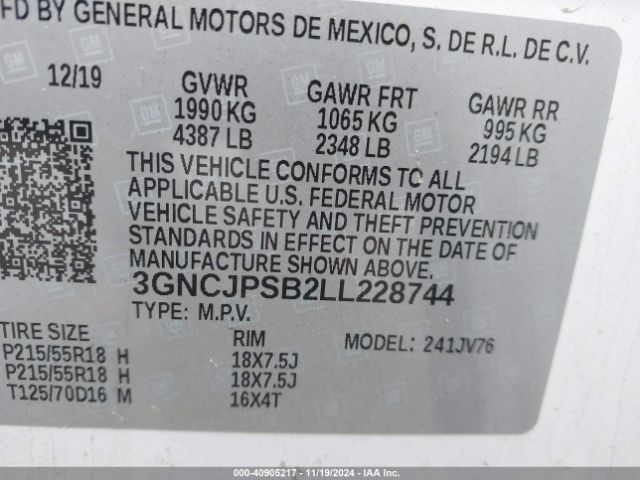 FD BY GENERAL MOTORS DE MEXICO, S. DE R.L. DE C.V.
12/19 GVWR GAWR FRT GAWR RR
1990 KG 1065 KG 995 KG
4387 LB 2348 LB 2194 LB
THIS VEHICLE CONFORMS TO ALL
APPLICABLE U.S. FEDERAL MOTOR
VEHICLE SAFETY AND THEFT PREVENTION
STANDARDS IN EFFECT ON THE DATE OF
MANUFACTURE SHOWN ABOVE.
3GNCJPSB2LL228744
TYPE: M.P.V.
TIRE SIZE RIM MODEL: 241JV76
P215/55R18 H 18X7.5J
P215/55R18 H 18X7.5J
T125/70D16 M 16X4T
© 000-40905217 - 11/19/2024 - IAA, Inc.